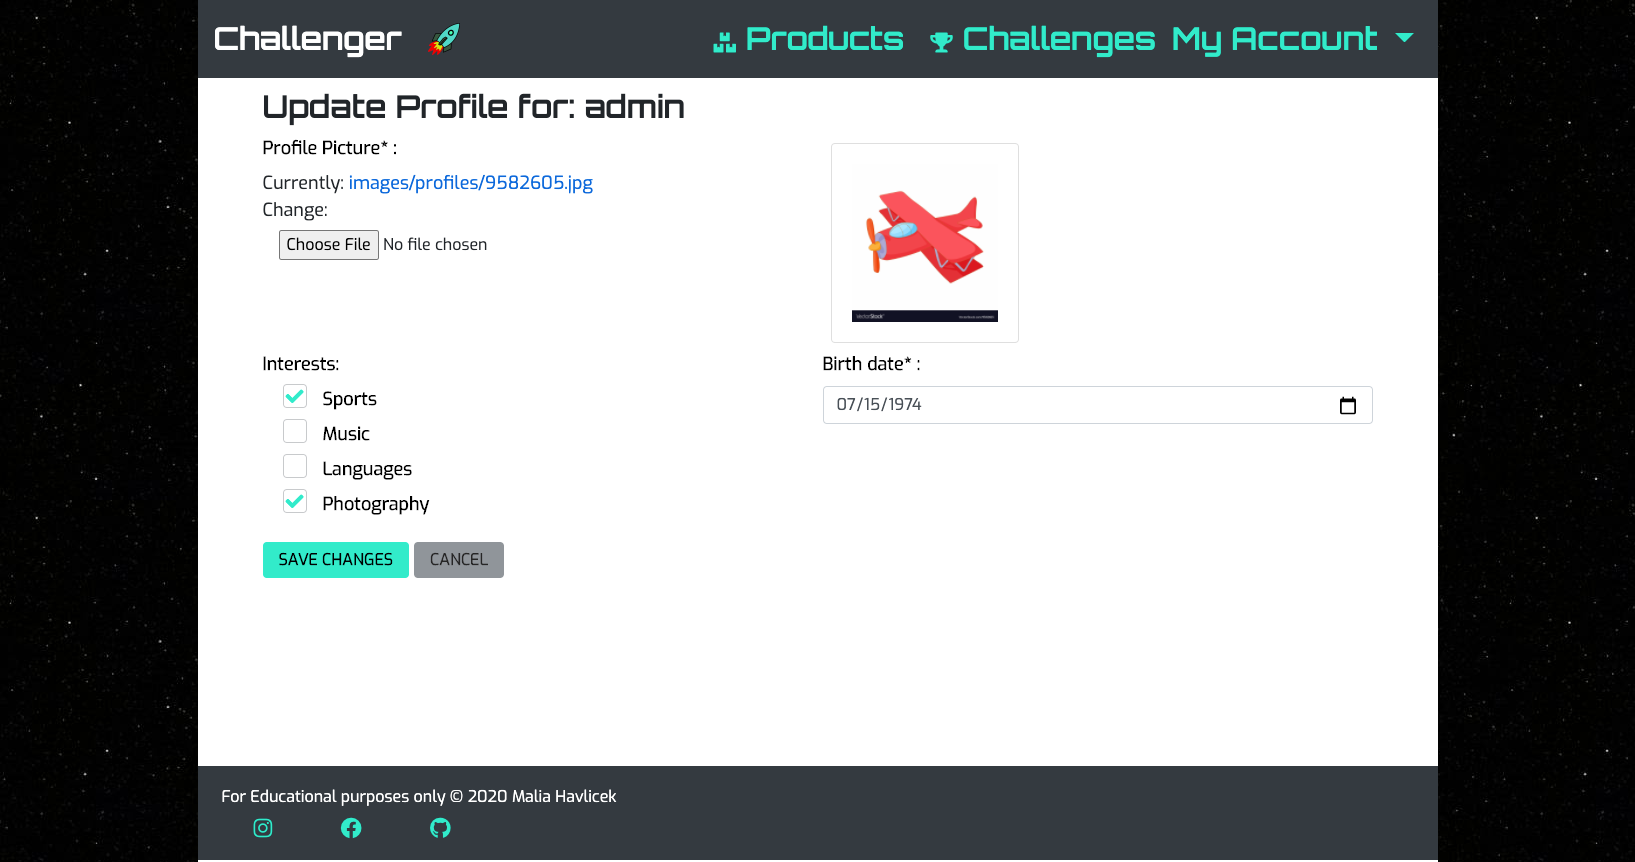 Challenger
Products Challenges My Account
Update Profile for: admin
Profile Picture* :
Currently: images/profiles/9582605.jpg
Change:
Choose File No file chosen
VectorStock
Interests:
Sports
Music
Languages
Photography
Birth date* :
07/15/1974
SAVE CHANGES CANCEL
For Educational purposes only © 2020 Malia Havlicek